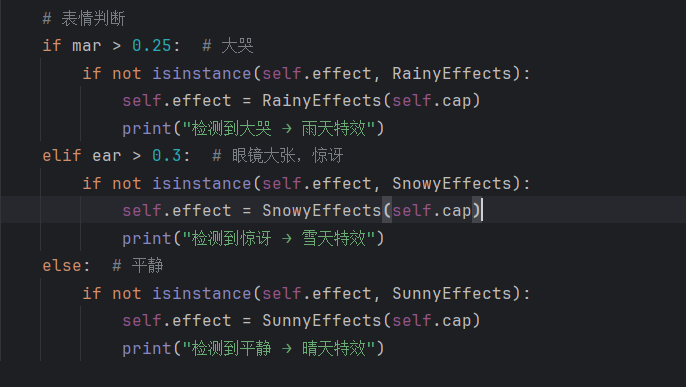 # 表情判断
if mar > 0.25:  # 大哭
    if not isinstance(self.effect, RainyEffects):
        self.effect = RainyEffects(self.cap)
        print("检测到大哭 → 雨天特效")
elif ear > 0.3:  # 眼镜大张，惊讶
    if not isinstance(self.effect, SnowyEffects):
        self.effect = SnowyEffects(self.cap)
        print("检测到惊讶 → 雪天特效")
else:  # 平静
    if not isinstance(self.effect, SunnyEffects):
        self.effect = SunnyEffects(self.cap)
        print("检测到平静 → 晴天特效")